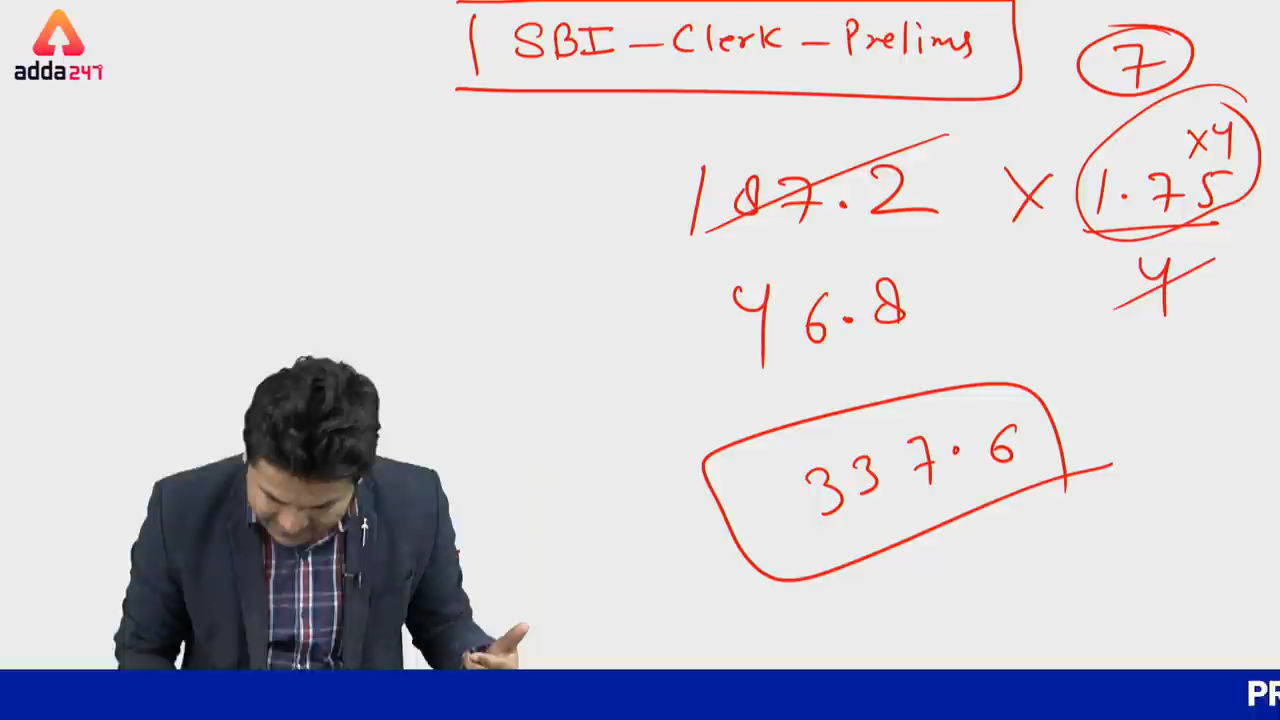 adda247
SBI - Clerk - Prelims
7
×4
187.2 × 1.75
4
46.8
337.6
PR